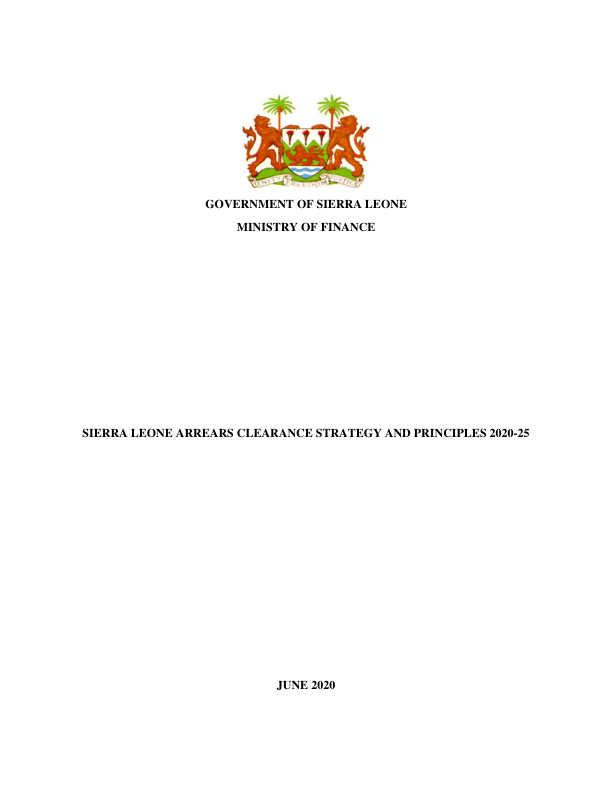 UNITY FREEDOM JUSTICE
GOVERNMENT OF SIERRA LEONE
MINISTRY OF FINANCE
SIERRA LEONE ARREARS CLEARANCE STRATEGY AND PRINCIPLES 2020-25
JUNE 2020